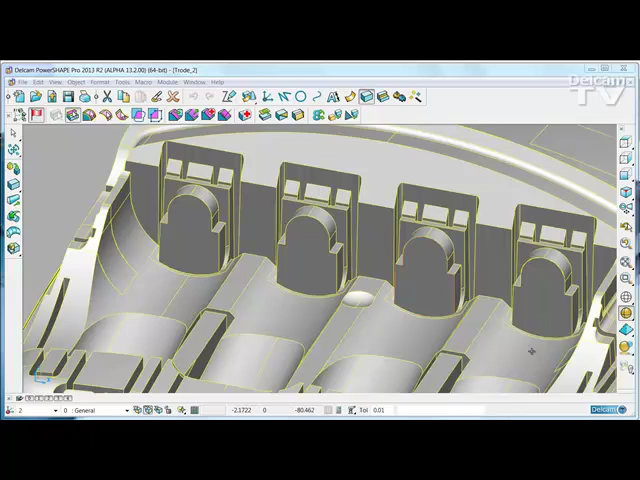 Delcam PowerSHAPE Pro 2013 R2 (ALPHA 13.2.00) (64-bit) - [Trode_2]
File Edit View Object Format Tools Macro Module Window Help
Delcam
TV
2 0 : General -2.1722 0 -80.462 Tol 0.01 Delcam